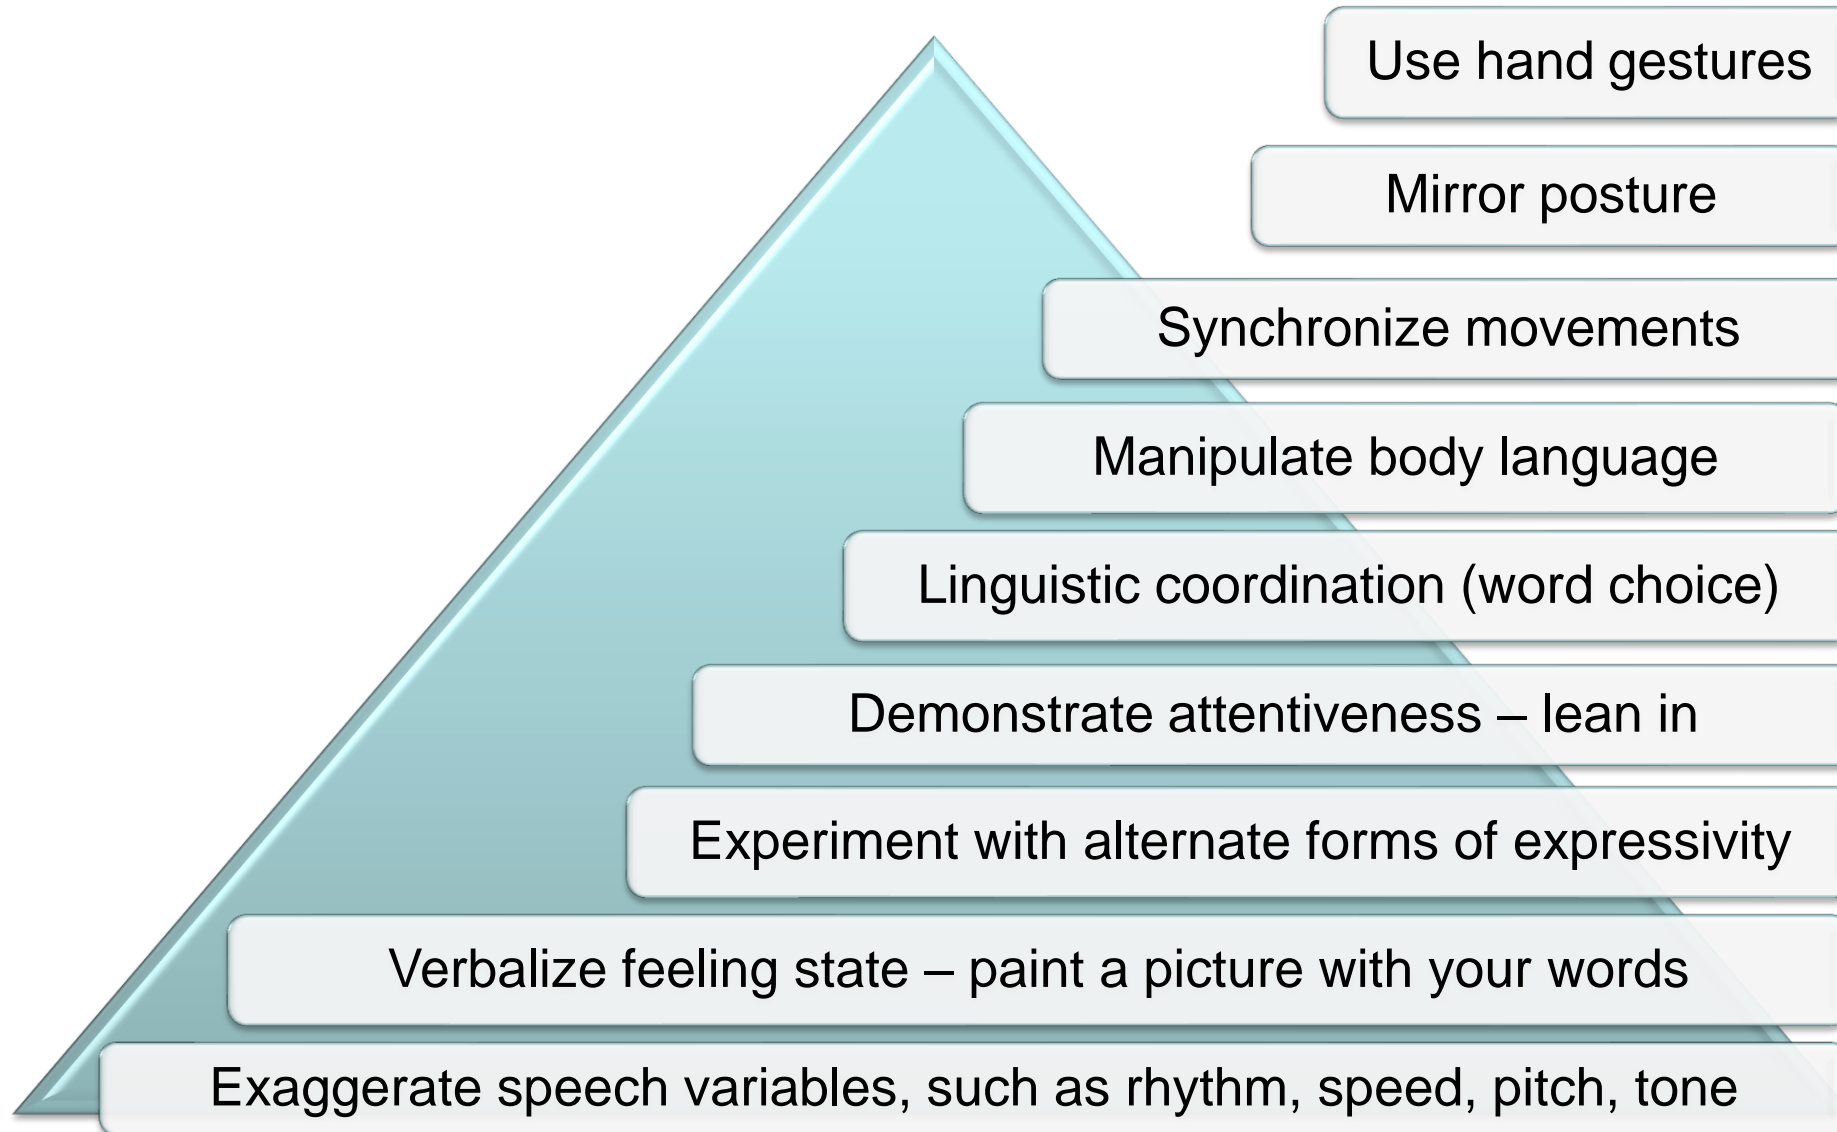 Use hand gestures
Mirror posture
Synchronize movements
Manipulate body language
Linguistic coordination (word choice)
Demonstrate attentiveness – lean in
Experiment with alternate forms of expressivity
Verbalize feeling state – paint a picture with your words
Exaggerate speech variables, such as rhythm, speed, pitch, tone